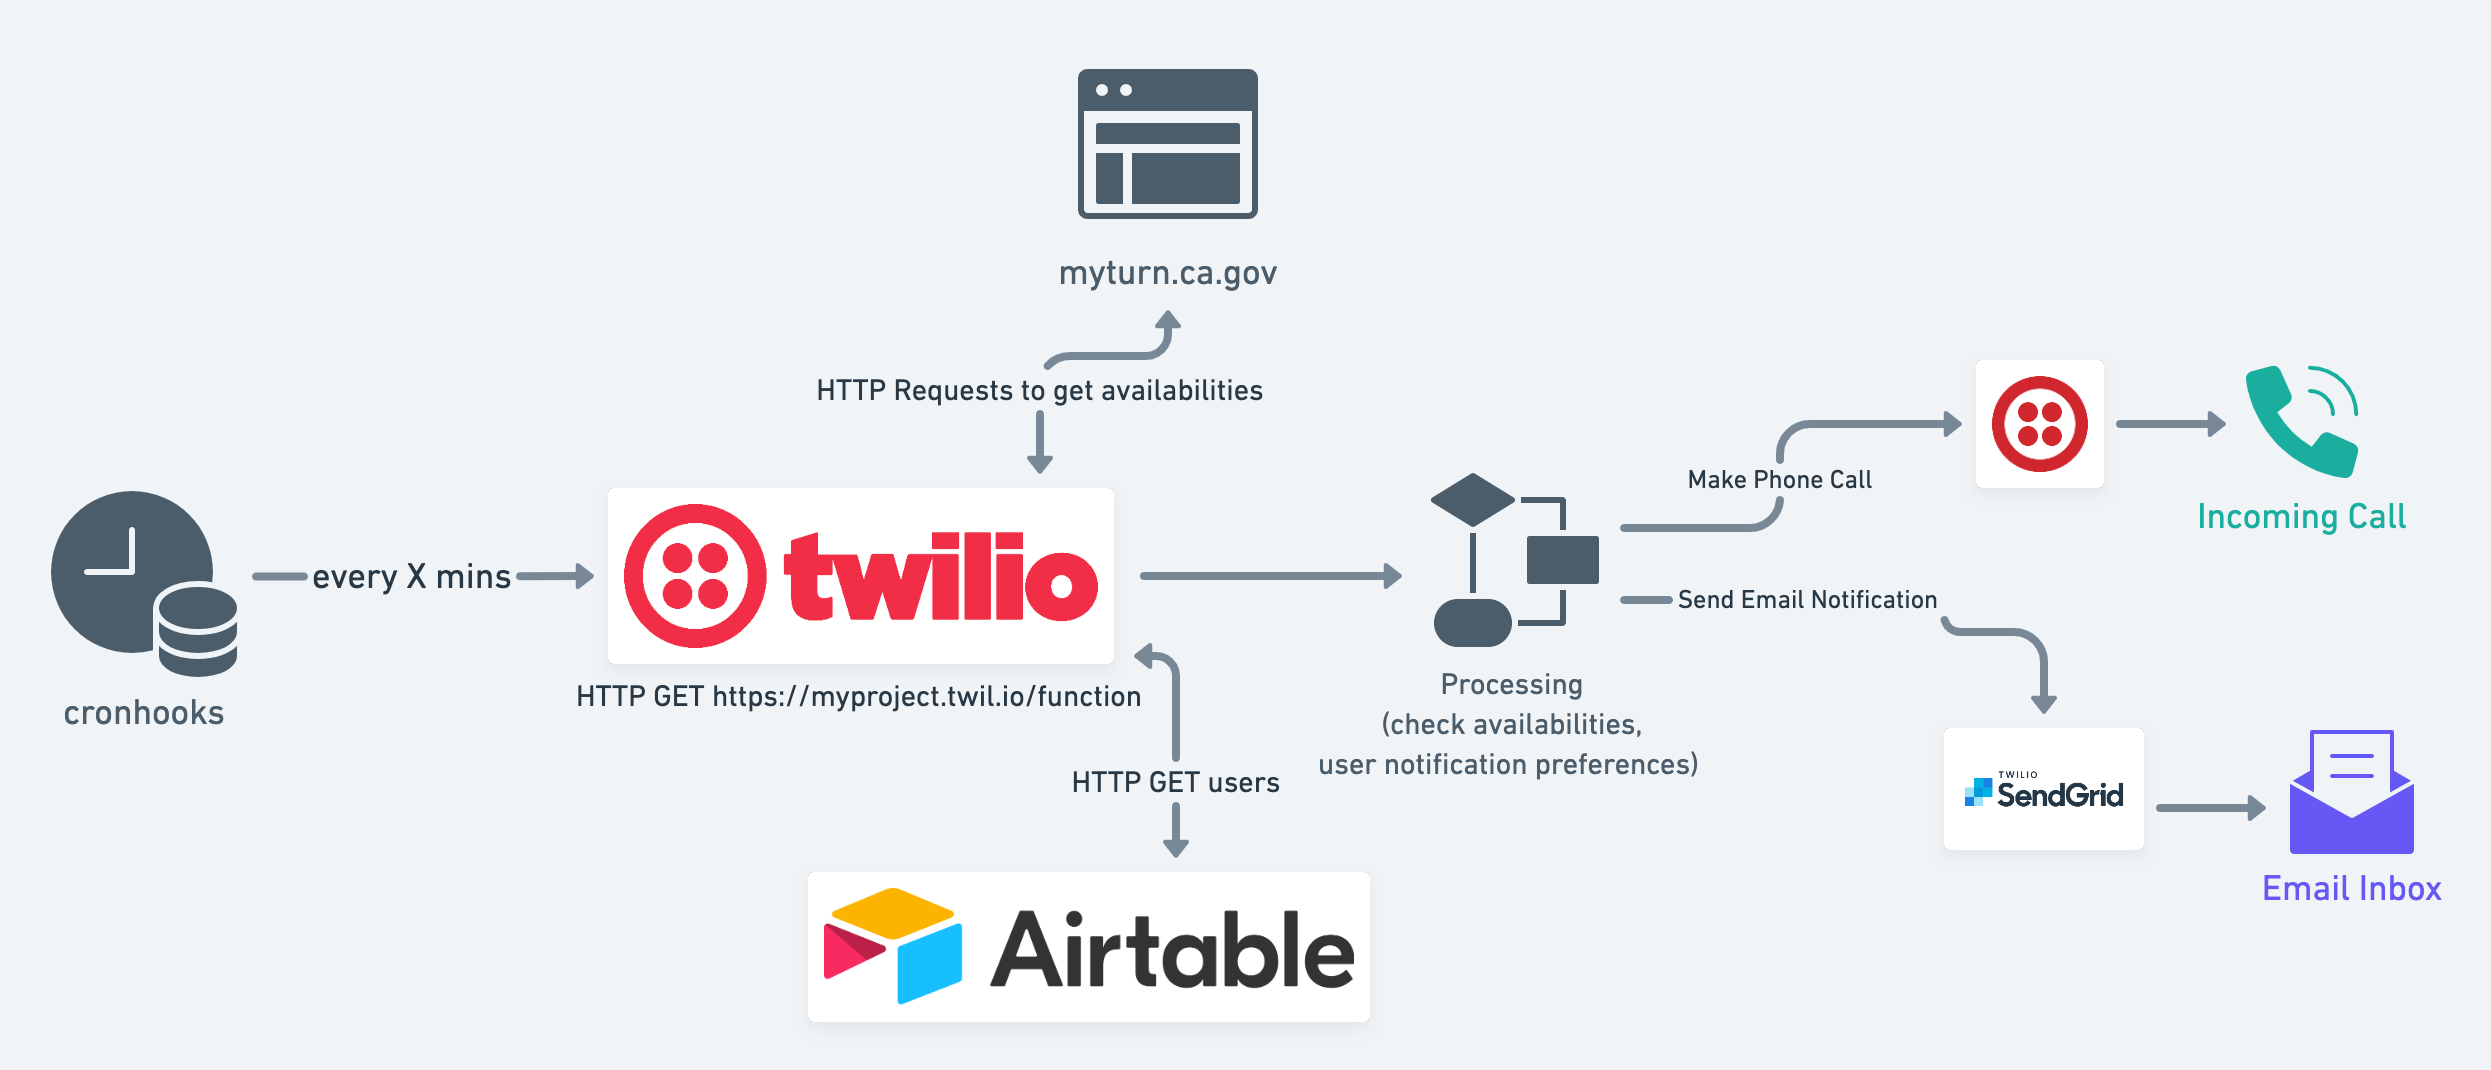 myturn.ca.gov
HTTP Requests to get availabilities
cronhooks
every X mins
twilio
HTTP GET https://myproject.twil.io/function
HTTP GET users
Airtable
Processing
(check availabilities,
user notification preferences)
Make Phone Call
Incoming Call
Send Email Notification
TWILIO
SendGrid
Email Inbox